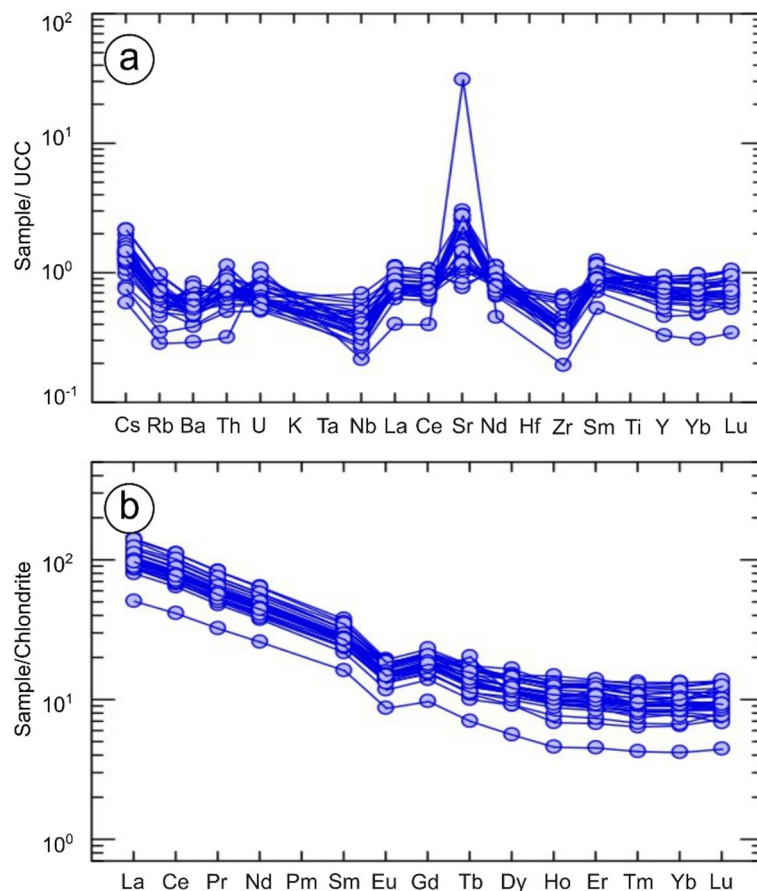 a
10²
10¹
10⁰
10⁻¹
Sample/ UCC
Cs Rb Ba Th U K Ta Nb La Ce Sr Nd Hf Zr Sm Ti Y Yb Lu
b
10²
10¹
10⁰
Sample/Chlondrite
La Ce Pr Nd Pm Sm Eu Gd Tb Dy Ho Er Tm Yb Lu